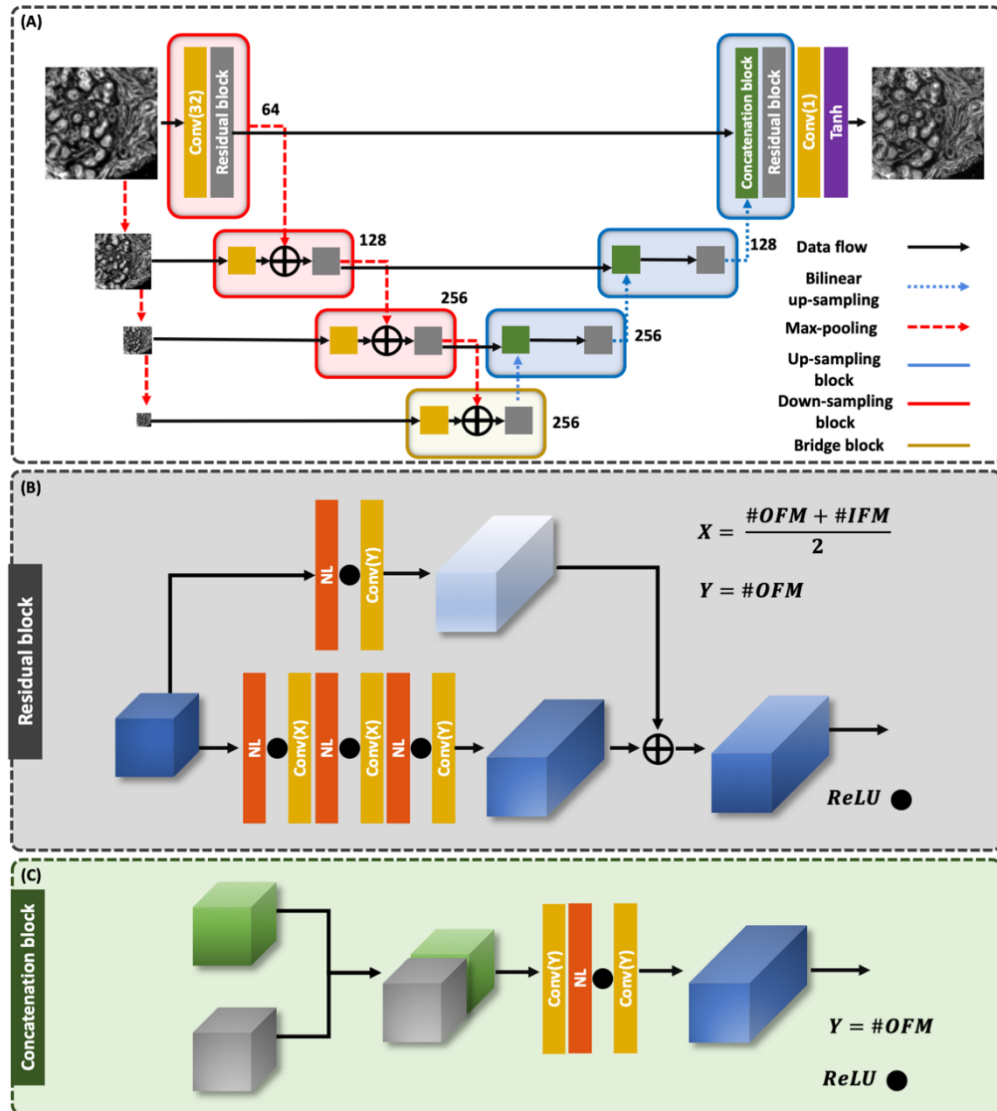 (A)
Conv(32)
Residual block
64
Concatenation block
Residual block
Conv(1)
Tanh
128
128
256
256
256
Data flow
Bilinear
up-sampling
Max-pooling
Up-sampling
block
Down-sampling
block
Bridge block
(B)
Residual block
NL
Conv(Y)
X = #OFM + #IFM / 2
Y = #OFM
NL
Conv(X)
NL
Conv(X)
NL
Conv(Y)
ReLU
(C)
Concatenation block
Conv(Y)
NL
Conv(Y)
Y = #OFM
ReLU